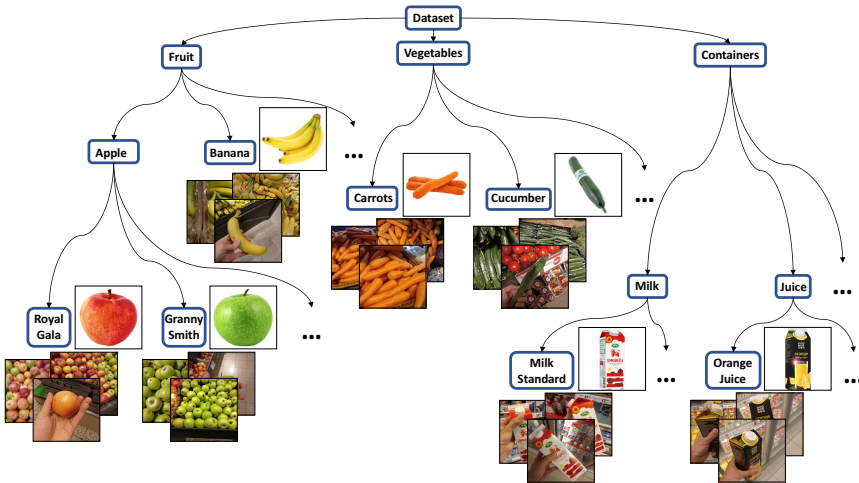 Dataset
Fruit
Vegetables
Containers
Apple
Banana
...
Carrots
Cucumber
...
Milk
Juice
...
Royal
Gala
Granny
Smith
...
Milk
Standard
...
Orange
Juice
...